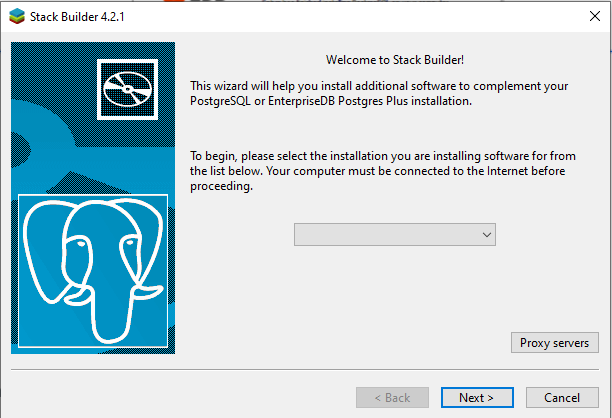 Stack Builder 4.2.1
Welcome to Stack Builder!
This wizard will help you install additional software to complement your
PostgreSQL or EnterpriseDB Postgres Plus installation.
To begin, please select the installation you are installing software for from
the list below. Your computer must be connected to the Internet before
proceeding.
Proxy servers
< Back
Next >
Cancel